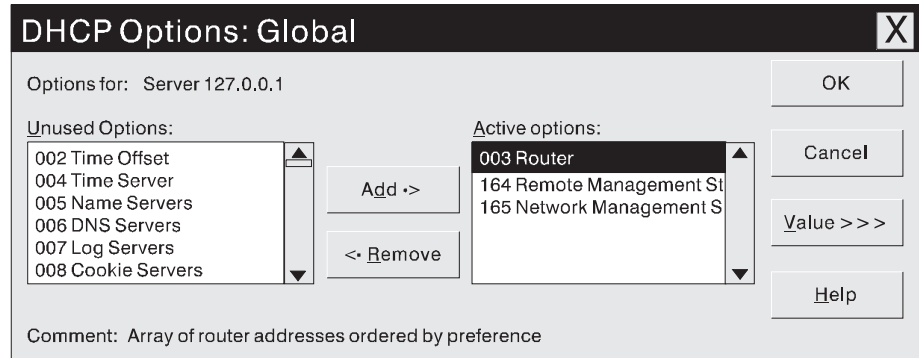 DHCP Options: Global X
Options for: Server 127.0.0.1
OK
Unused Options:
002 Time Offset
004 Time Server
005 Name Servers
006 DNS Servers
007 Log Servers
008 Cookie Servers
Add ·>
<· Remove
Active options:
003 Router
164 Remote Management St
165 Network Management S
Cancel
Value >>>
Help
Comment: Array of router addresses ordered by preference